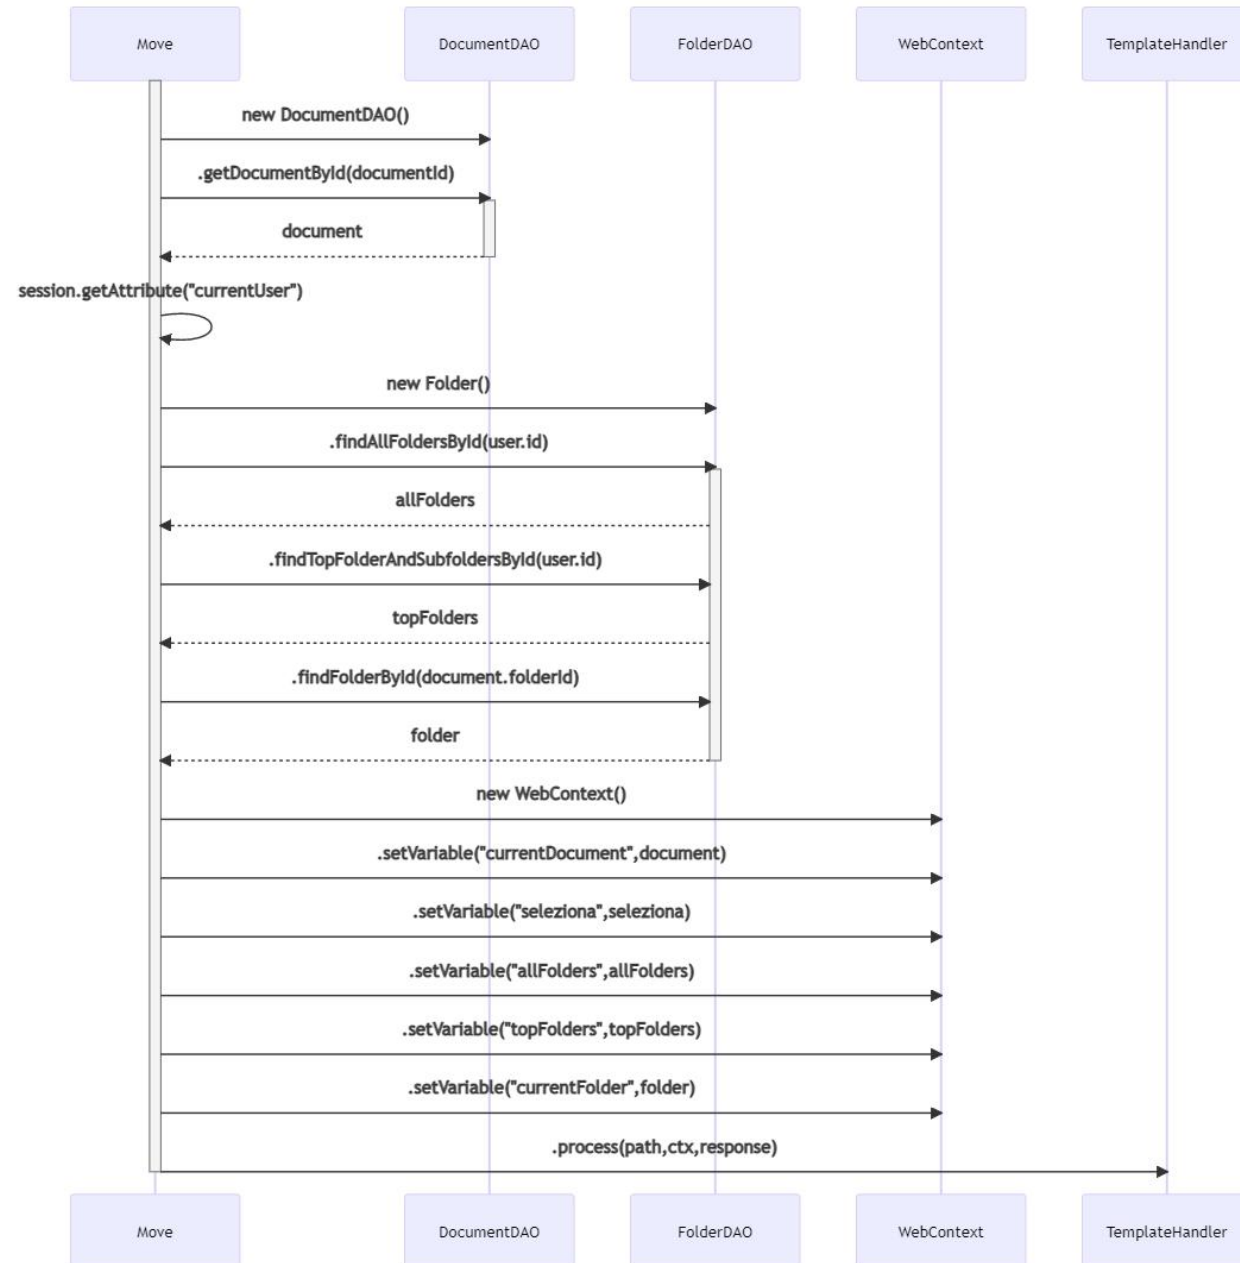 Move
DocumentDAO
FolderDAO
WebContext
TemplateHandler
new DocumentDAO()
.getDocumentById(documentId)
document
session.getAttribute("currentUser")
new Folder()
.findAllFoldersById(user.id)
allFolders
.findTopFolderAndSubfoldersById(user.id)
topFolders
.findFolderById(document.folderId)
folder
new WebContext()
.setVariable("currentDocument",document)
.setVariable("seleziona",seleziona)
.setVariable("allFolders",allFolders)
.setVariable("topFolders",topFolders)
.setVariable("currentFolder",folder)
.process(path,ctx,response)
Move
DocumentDAO
FolderDAO
WebContext
TemplateHandler